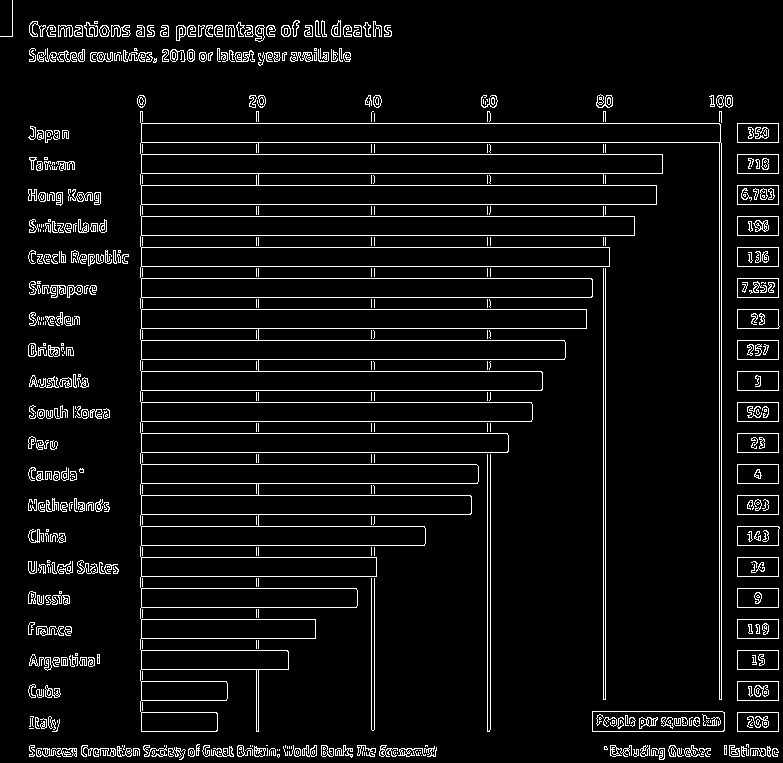 Cremations as a percentage of all deaths
Selected countries, 2010 or latest year available
0 20 40 60 80 100
Japan 350
Taiwan 718
Hong Kong 6,783
Switzerland 196
Czech Republic 136
Singapore 7,252
Sweden 23
Britain 257
Australia 3
South Korea 509
Peru 23
Canada* 4
Netherlands 493
China 143
United States 34
Russia 9
France 119
Argentina† 15
Cuba 106
Italy 206
People per square km
Sources: Cremation Society of Great Britain; World Bank; The Economist *Excluding Quebec †Estimate